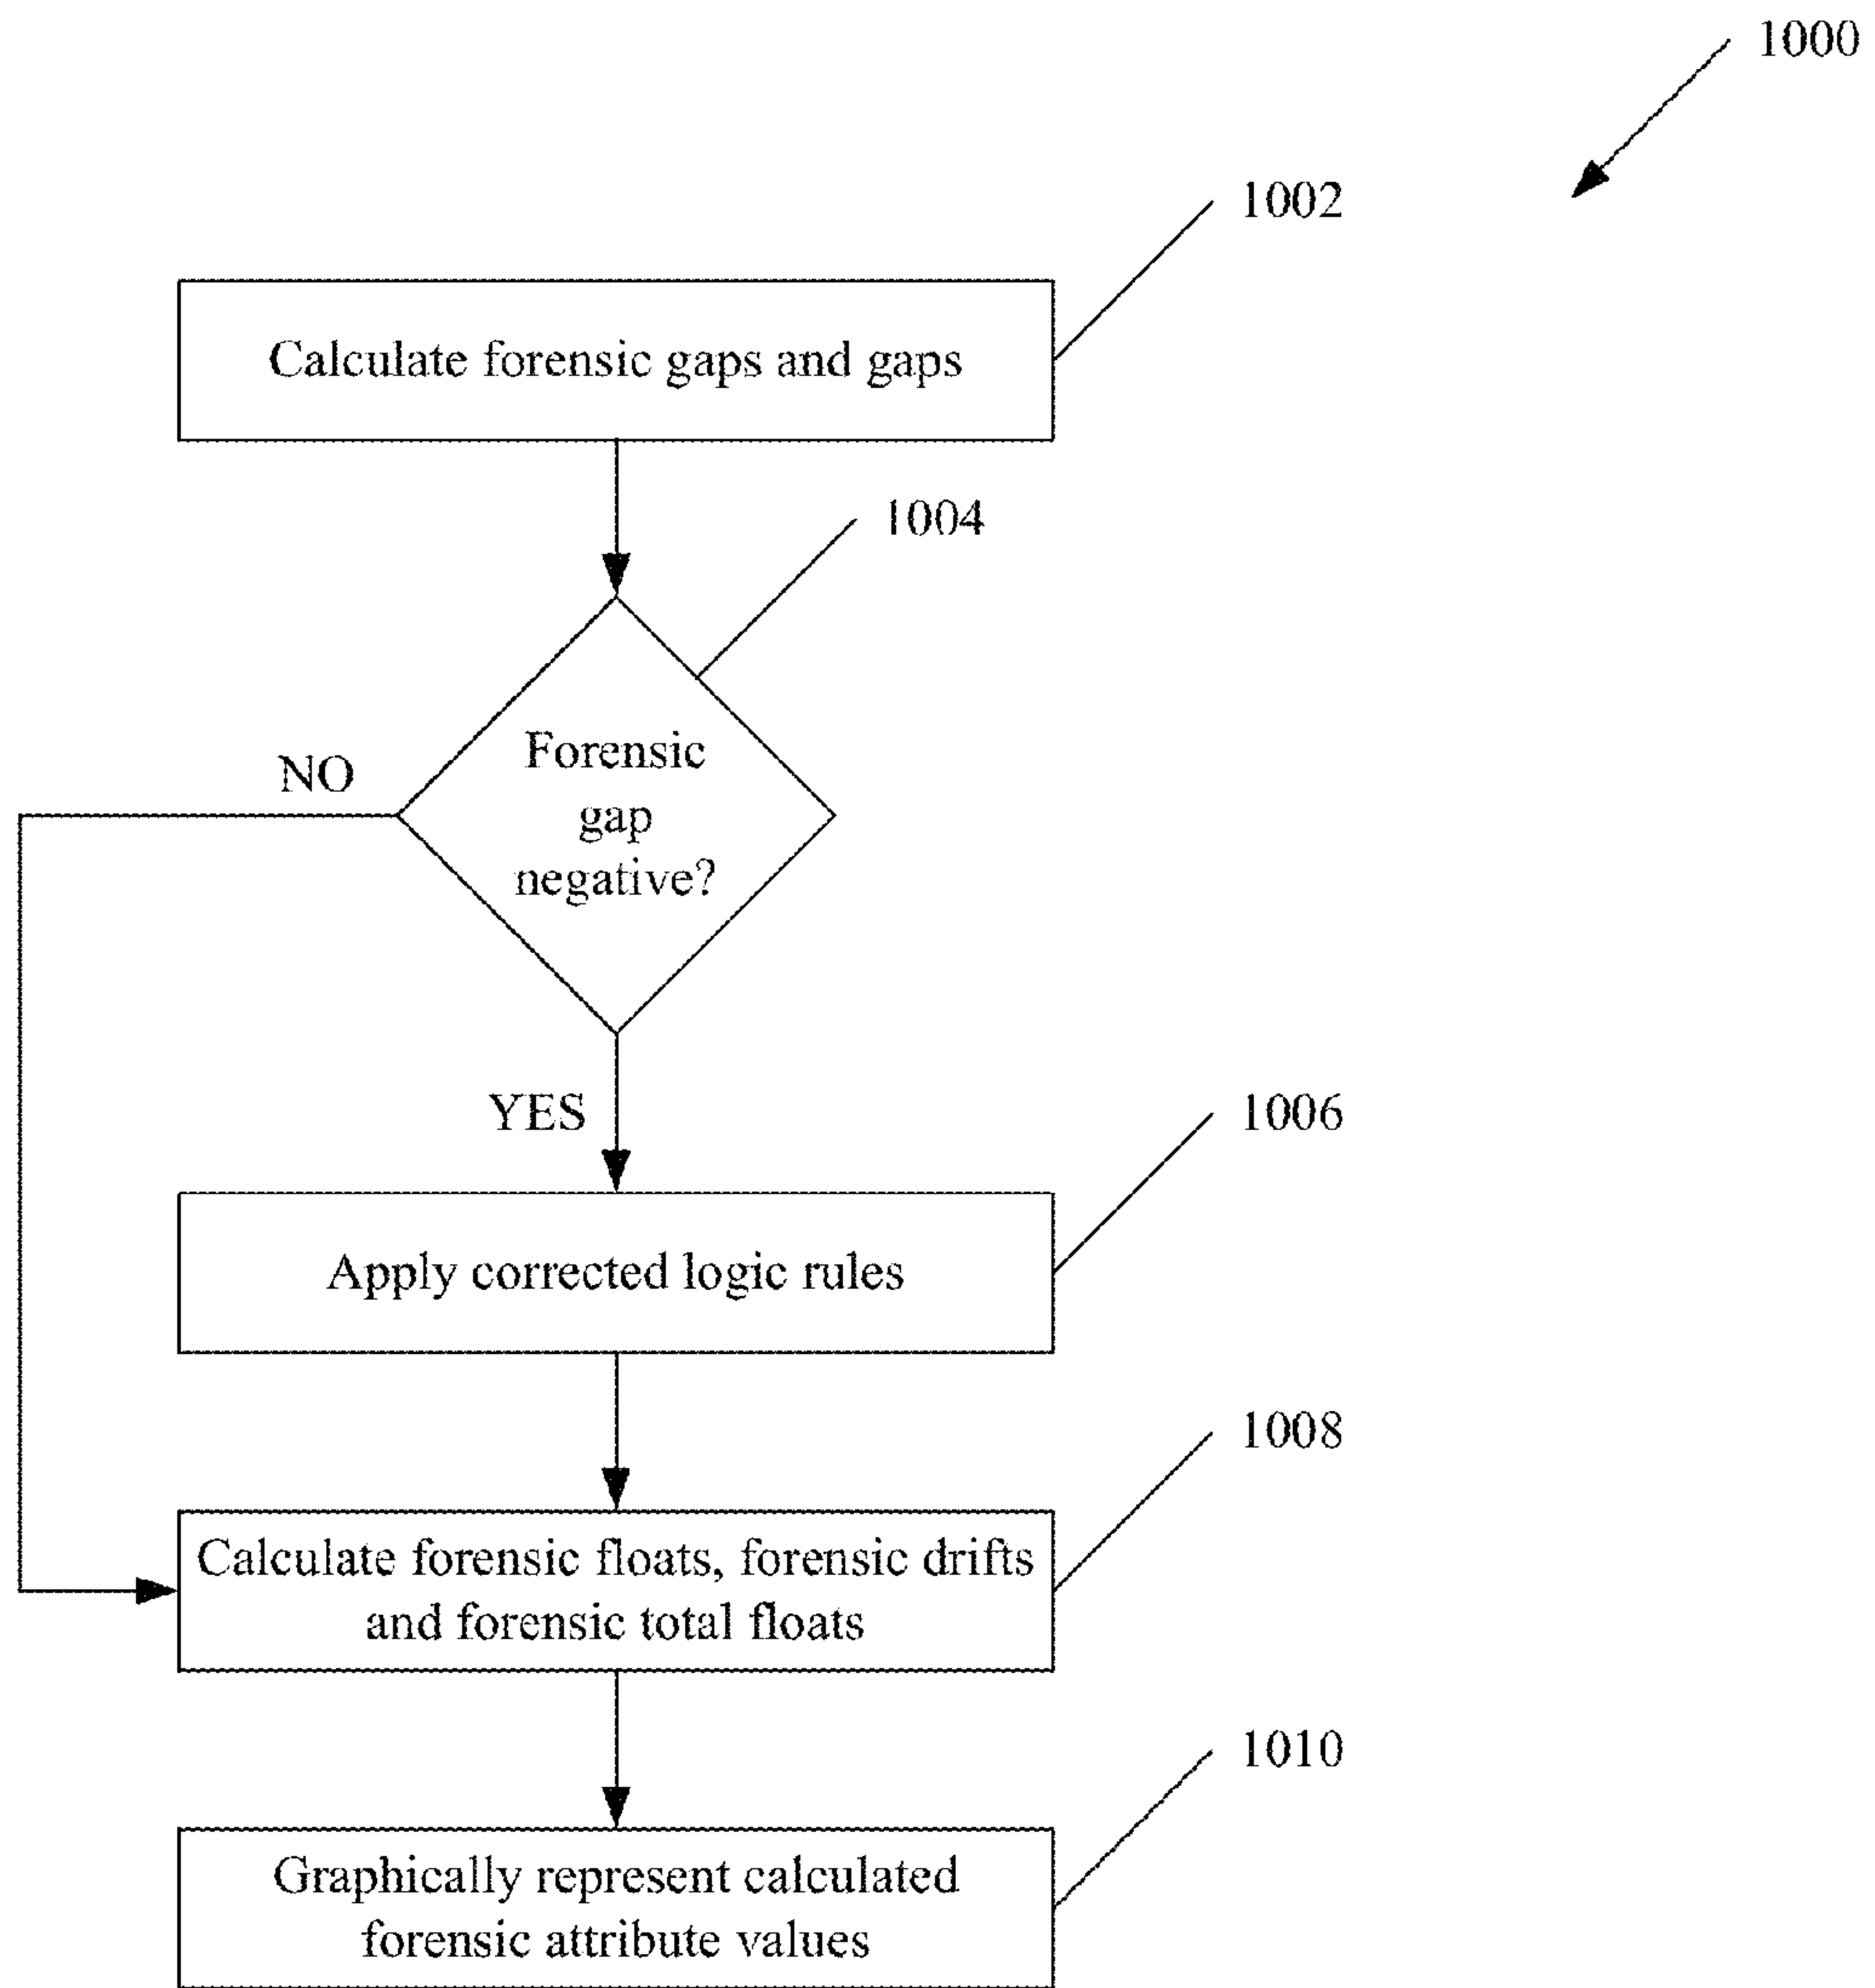 1000
1002
Calculate forensic gaps and gaps
1004
Forensic
gap
negative?
NO
YES
1006
Apply corrected logic rules
1008
Calculate forensic floats, forensic drifts
and forensic total floats
1010
Graphically represent calculated
forensic attribute values